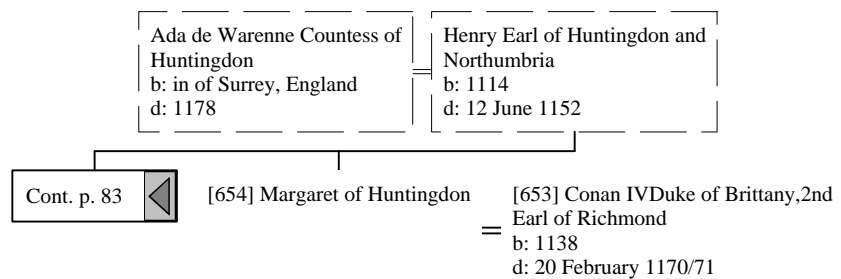 Ada de Warenne Countess of
Huntingdon
b: in of Surrey, England
d: 1178
Henry Earl of Huntingdon and
Northumbria
b: 1114
d: 12 June 1152
Cont. p. 83
[654] Margaret of Huntingdon
[653] Conan IVDuke of Brittany,2nd
Earl of Richmond
b: 1138
d: 20 February 1170/71